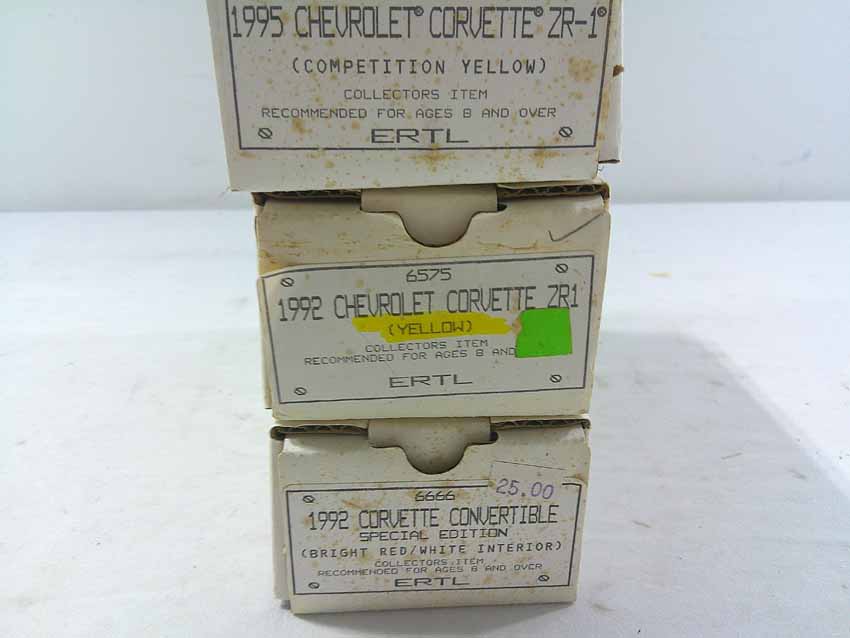 1995 CHEVROLET® CORVETTE® ZR-1®
(COMPETITION YELLOW)
COLLECTORS ITEM
RECOMMENDED FOR AGES 8 AND OVER
ERTL
6575
1992 CHEVROLET CORVETTE ZR1
(YELLOW)
COLLECTORS ITEM
RECOMMENDED FOR AGES 8 AND
ERTL
25.00
6666
1992 CORVETTE CONVERTIBLE
SPECIAL EDITION
(BRIGHT RED/WHITE INTERIOR)
COLLECTORS ITEM
RECOMMENDED FOR AGES 8 AND OVER
ERTL